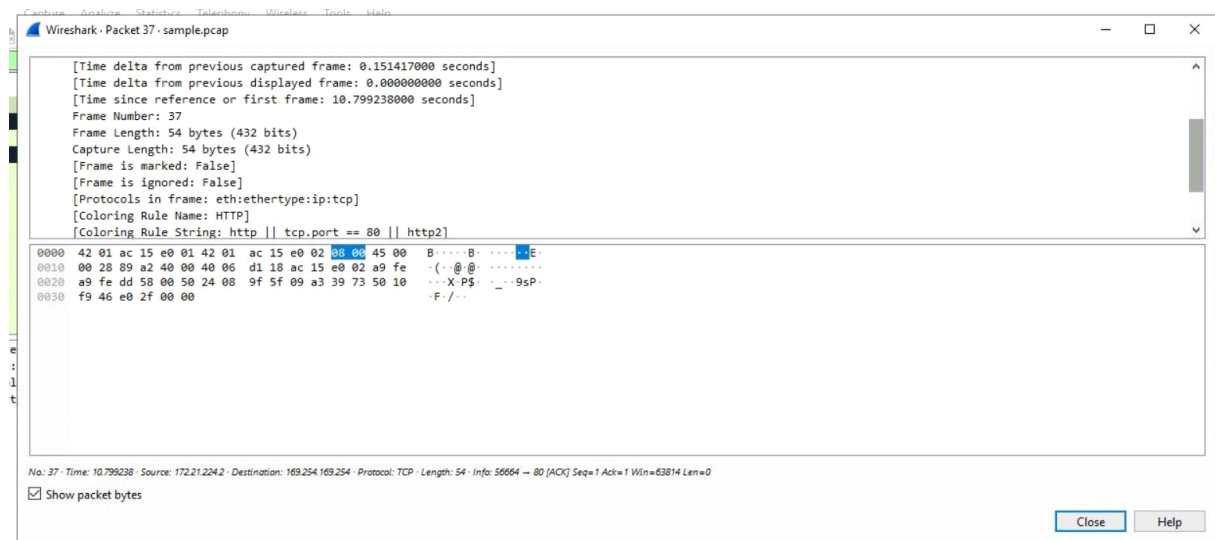 Capture Analyze Statistics Telephony Wireless Tools Help
Wireshark · Packet 37 · sample.pcap
[Time delta from previous captured frame: 0.151417000 seconds]
[Time delta from previous displayed frame: 0.000000000 seconds]
[Time since reference or first frame: 10.799238000 seconds]
Frame Number: 37
Frame Length: 54 bytes (432 bits)
Capture Length: 54 bytes (432 bits)
[Frame is marked: False]
[Frame is ignored: False]
[Protocols in frame: eth:ethertype:ip:tcp]
[Coloring Rule Name: HTTP]
[Coloring Rule String: http || tcp.port == 80 || http2]
0000 42 01 ac 15 e0 01 42 01 ac 15 e0 02 08 00 45 00 B·····B· ······E·
0010 00 28 89 a2 40 00 40 06 d1 18 ac 15 e0 02 a9 fe ·(··@·@· ········
0020 a9 fe dd 58 00 50 24 08 9f 5f 09 a3 39 73 50 10 ···X·P$· ·_··9sP·
0030 f9 46 e0 2f 00 00 ·F·/··
No.: 37 · Time: 10.799238 · Source: 172.21.224.2 · Destination: 169.254.169.254 · Protocol: TCP · Length: 54 · Info: 56664 → 80 [ACK] Seq=1 Ack=1 Win=63814 Len=0
Show packet bytes
Close Help